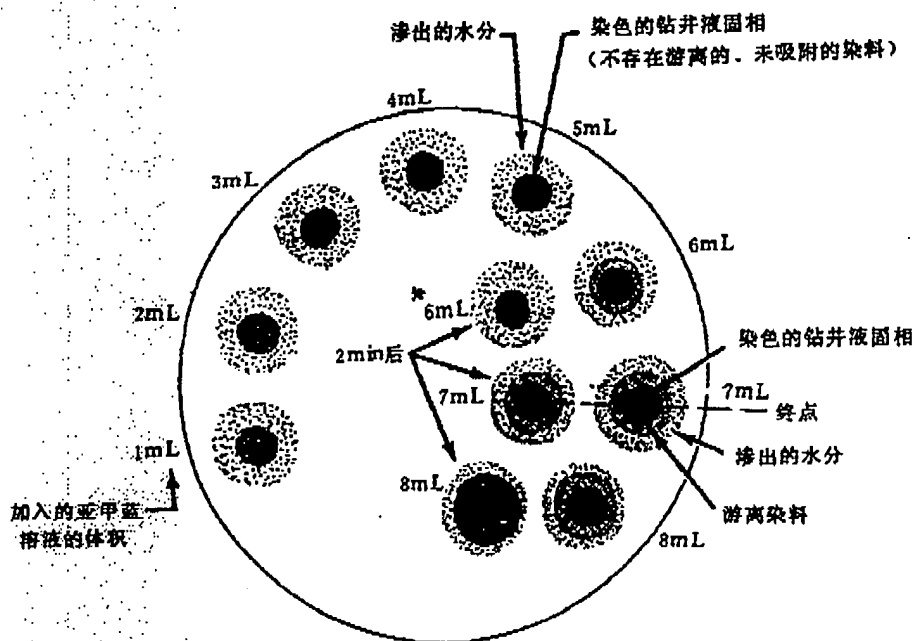 渗出的水分
染色的钻井液固相
（不存在游离的、未吸附的染料）
4mL
5mL
3mL
6mL
2mL
6mL
2min后
染色的钻井液固相
7mL
7mL
终点
1mL
渗出的水分
8mL
加入的亚甲蓝
溶液的体积
游离染料
8mL